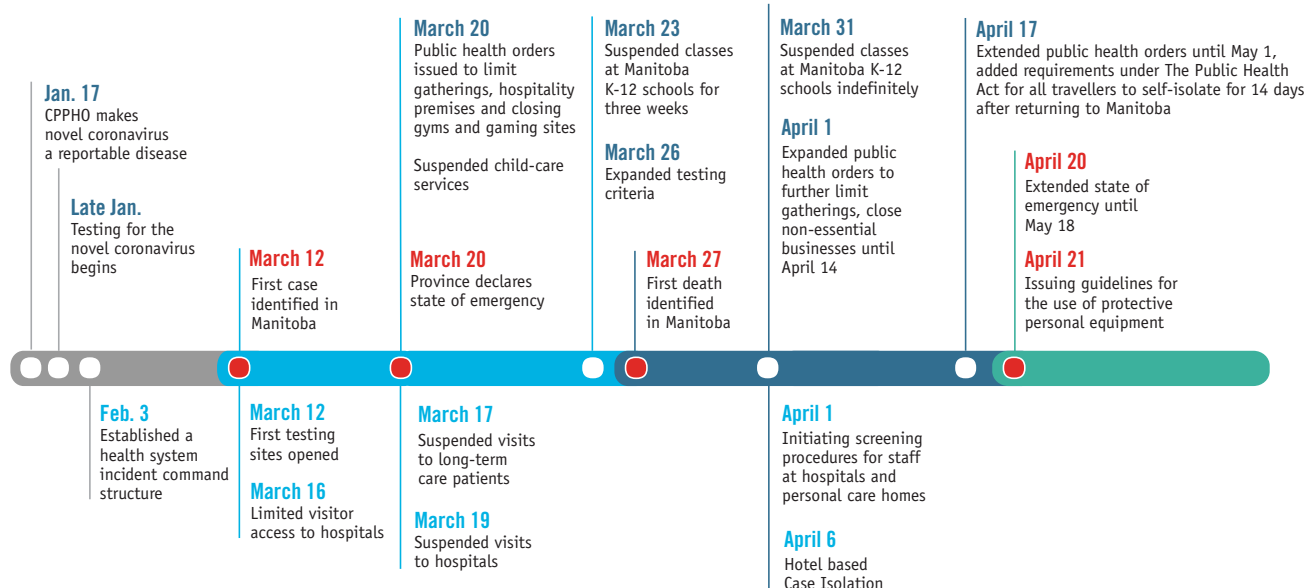 Jan. 17
CPPHO makes
novel coronavirus
a reportable disease
Late Jan.
Testing for the
novel coronavirus
begins
March 12
First case
identified in
Manitoba
March 20
Public health orders
issued to limit
gatherings, hospitality
premises and closing
gyms and gaming sites
Suspended child-care
services
March 20
Province declares
state of emergency
March 23
Suspended classes
at Manitoba
K-12 schools for
three weeks
March 26
Expanded testing
criteria
March 27
First death
identified
in Manitoba
March 31
Suspended classes
at Manitoba K-12
schools indefinitely
April 1
Expanded public
health orders to
further limit
gatherings, close
non-essential
businesses until
April 14
April 17
Extended public health orders until May 1,
added requirements under The Public Health
Act for all travellers to self-isolate for 14 days
after returning to Manitoba
April 20
Extended state of
emergency until
May 18
April 21
Issuing guidelines for
the use of protective
personal equipment
Feb. 3
Established a
health system
incident command
structure
March 12
First testing
sites opened
March 16
Limited visitor
access to hospitals
March 17
Suspended visits
to long-term
care patients
March 19
Suspended visits
to hospitals
April 1
Initiating screening
procedures for staff
at hospitals and
personal care homes
April 6
Hotel based
Case Isolation